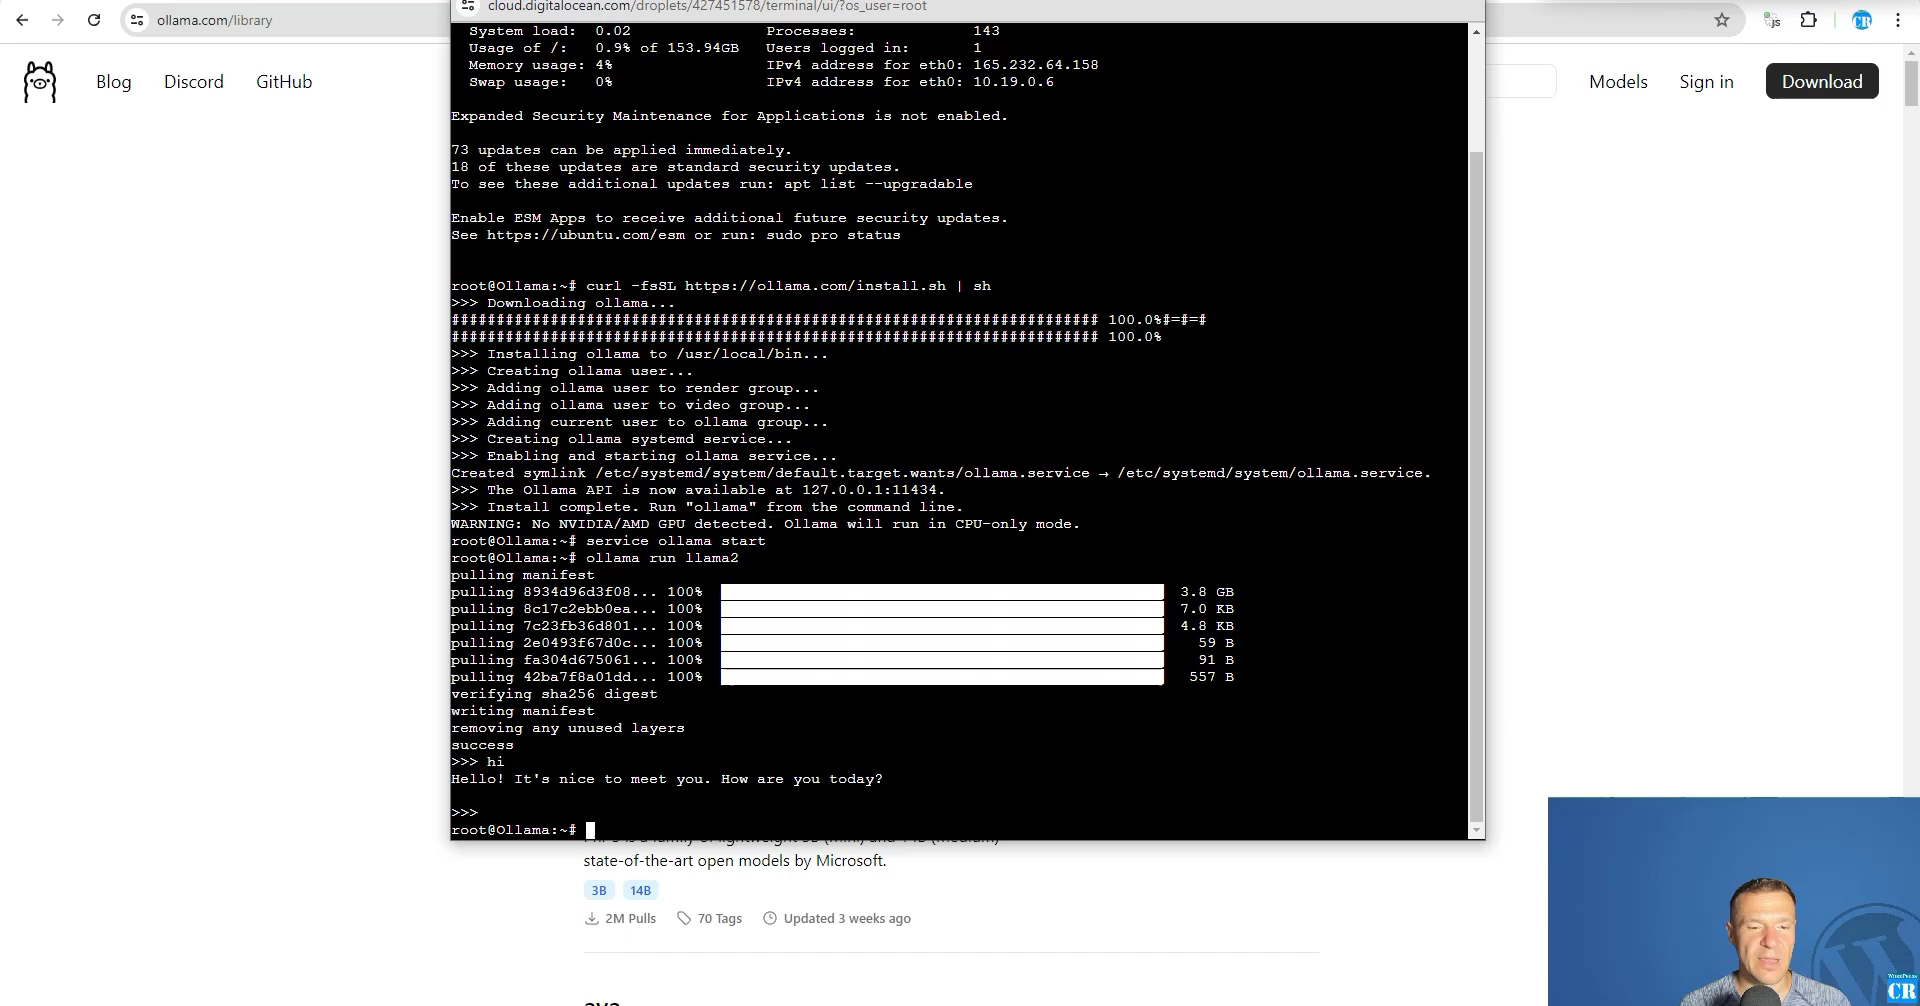 ollama.com/library
cloud.digitalocean.com/droplets/427451578/terminal/ui/?os_user=root
js
CR
Blog
Discord
GitHub
Models
Sign in
Download
System load: 0.02 Processes: 143
Usage of /: 0.9% of 153.94GB Users logged in: 1
Memory usage: 4% IPv4 address for eth0: 165.232.64.158
Swap usage: 0% IPv4 address for eth0: 10.19.0.6
Expanded Security Maintenance for Applications is not enabled.
73 updates can be applied immediately.
18 of these updates are standard security updates.
To see these additional updates run: apt list --upgradable
Enable ESM Apps to receive additional future security updates.
See https://ubuntu.com/esm or run: sudo pro status
root@Ollama:~# curl -fsSL https://ollama.com/install.sh | sh
>>> Downloading ollama...
######################################################################## 100.0%#=#=#
######################################################################## 100.0%
>>> Installing ollama to /usr/local/bin...
>>> Creating ollama user...
>>> Adding ollama user to render group...
>>> Adding ollama user to video group...
>>> Adding current user to ollama group...
>>> Creating ollama systemd service...
>>> Enabling and starting ollama service...
Created symlink /etc/systemd/system/default.target.wants/ollama.service → /etc/systemd/system/ollama.service.
>>> The Ollama API is now available at 127.0.0.1:11434.
>>> Install complete. Run "ollama" from the command line.
WARNING: No NVIDIA/AMD GPU detected. Ollama will run in CPU-only mode.
root@Ollama:~# service ollama start
root@Ollama:~# ollama run llama2
pulling manifest
pulling 8934d96d3f08... 100% 3.8 GB
pulling 8c17c2ebb0ea... 100% 7.0 KB
pulling 7c23fb36d801... 100% 4.8 KB
pulling 2e0493f67d0c... 100% 59 B
pulling fa304d675061... 100% 91 B
pulling 42ba7f8a01dd... 100% 557 B
verifying sha256 digest
writing manifest
removing any unused layers
success
>>> hi
Hello! It's nice to meet you. How are you today?
>>>
root@Ollama:~#
state-of-the-art open models by Microsoft.
3B 14B
2M Pulls 70 Tags Updated 3 weeks ago
WORDPRESS
CR